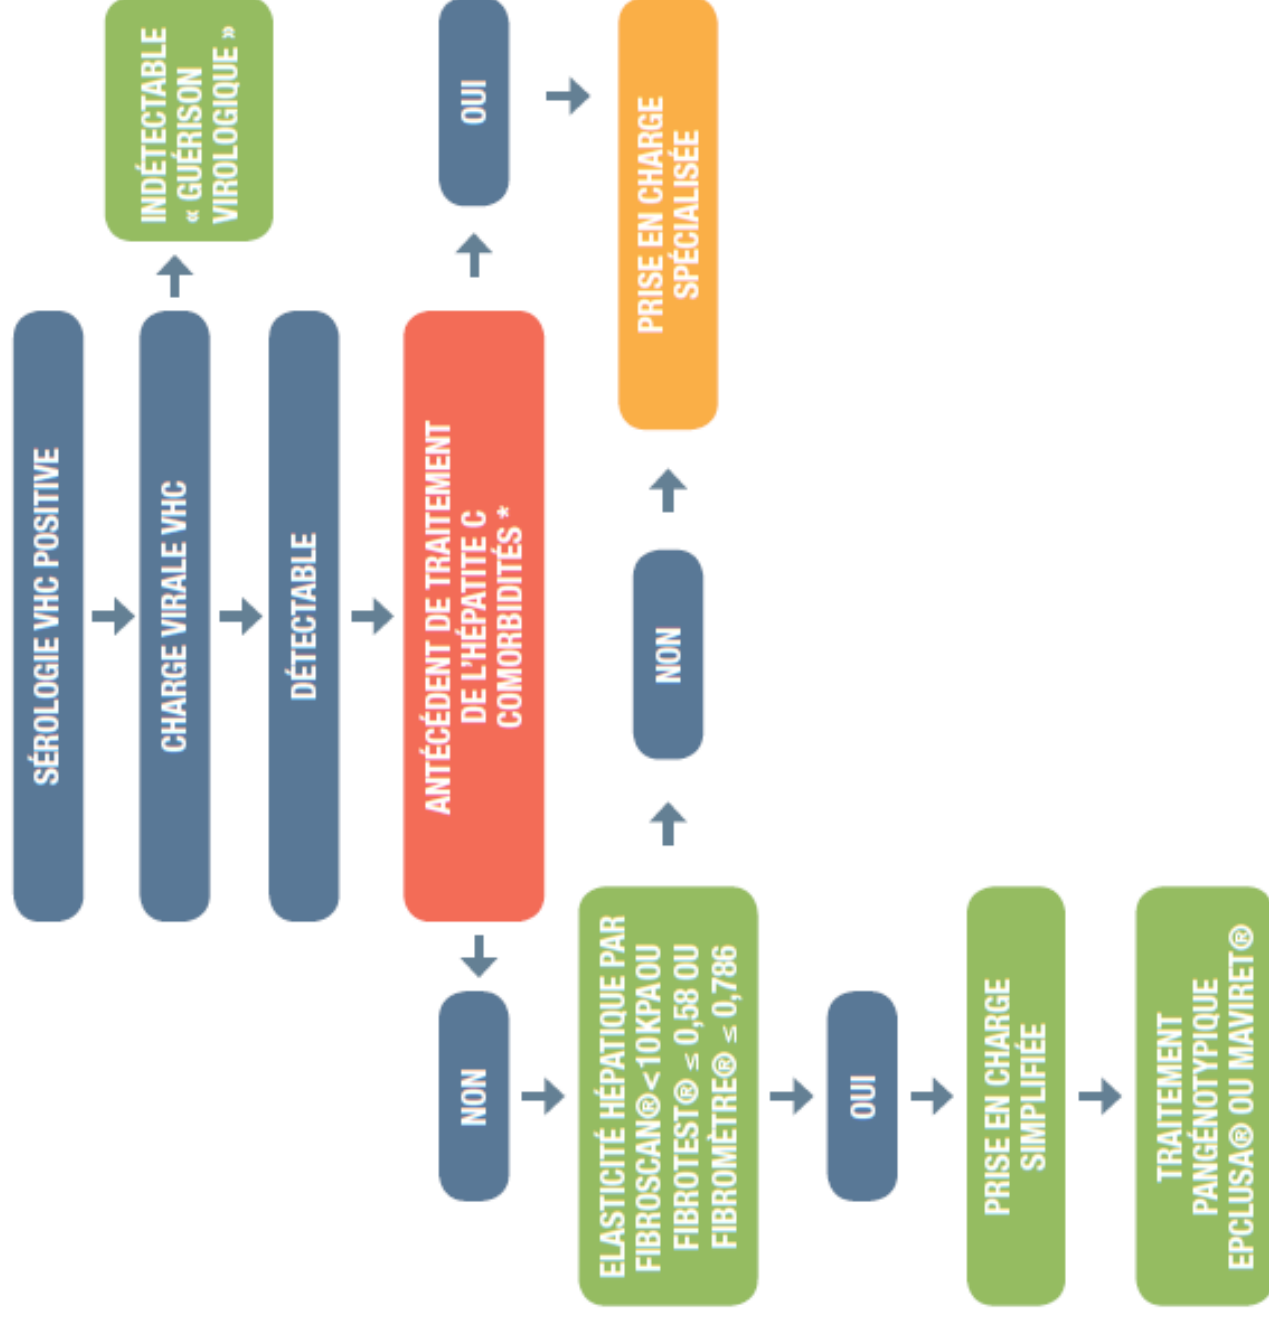 SÉROLOGIE VHC POSITIVE
CHARGE VIRALE VHC
INDÉTECTABLE
« GUÉRISON
VIROLOGIQUE »
DÉTECTABLE
ANTÉCÉDENT DE TRAITEMENT
DE L'HÉPATITE C
COMORBIDITÉS *
NON
OUI
ELASTICITÉ HÉPATIQUE PAR
FIBROSCAN®<10KPAOU
FIBROTEST® ≤ 0,58 OU
FIBROMÈTRE® ≤ 0,786
NON
PRISE EN CHARGE
SPÉCIALISÉE
OUI
PRISE EN CHARGE
SIMPLIFIÉE
TRAITEMENT
PANGÉNOTYPIQUE
EPCLUSA® OU MAVIRET®